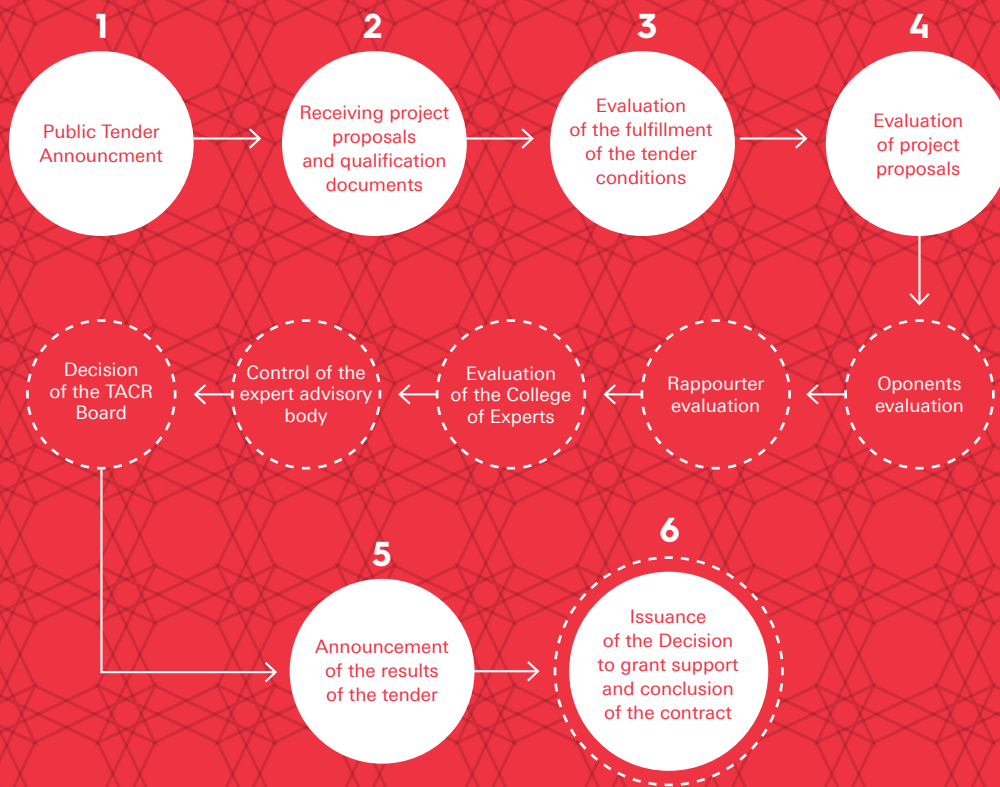 1
Public Tender
Announcment
2
Receiving project
proposals
and qualification
documents
3
Evaluation
of the fulfillment
of the tender
conditions
4
Evaluation
of project
proposals
Oponents
evaluation
Rappourter
evaluation
Evaluation
of the College
of Experts
Control of the
expert advisory
body
Decision
of the TACR
Board
5
Announcement
of the results
of the tender
6
Issuance
of the Decision
to grant support
and conclusion
of the contract